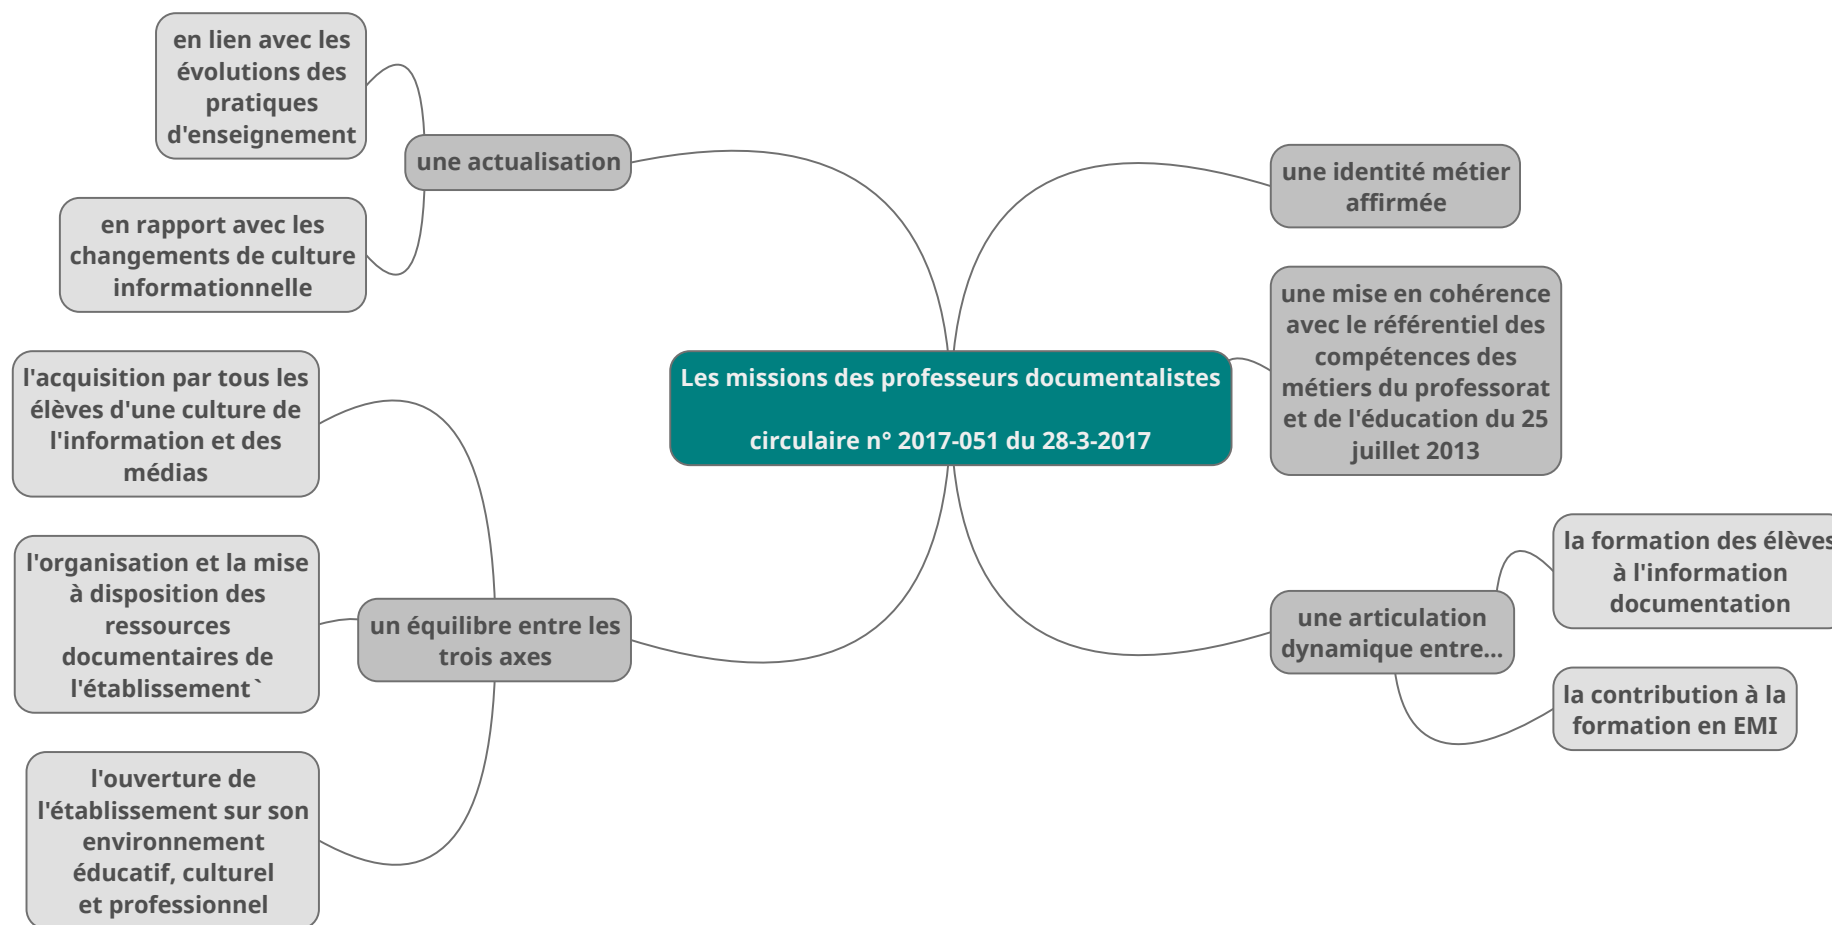 Les missions des professeurs documentalistes
circulaire n° 2017-051 du 28-3-2017
une actualisation
en lien avec les
évolutions des
pratiques
d'enseignement
en rapport avec les
changements de culture
informationnelle
un équilibre entre les
trois axes
l'acquisition par tous les
élèves d'une culture de
l'information et des
médias
l'organisation et la mise
à disposition des
ressources
documentaires de
l'établissement`
l'ouverture de
l'établissement sur son
environnement
éducatif, culturel
et professionnel
une identité métier
affirmée
une mise en cohérence
avec le référentiel des
compétences des
métiers du professorat
et de l'éducation du 25
juillet 2013
une articulation
dynamique entre...
la formation des élèves
à l'information
documentation
la contribution à la
formation en EMI